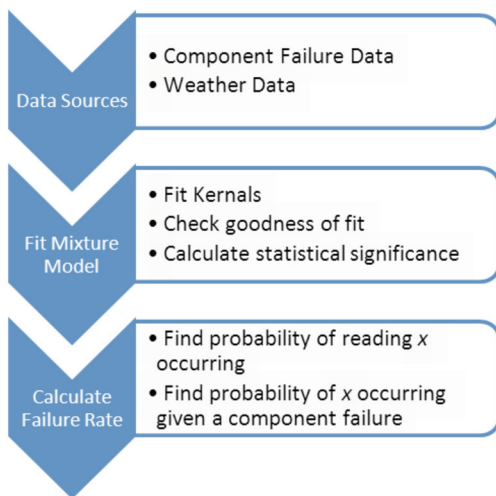 Data Sources
• Component Failure Data
• Weather Data
Fit Mixture
Model
• Fit Kernals
• Check goodness of fit
• Calculate statistical significance
Calculate
Failure Rate
• Find probability of reading x
occurring
• Find probability of x occurring
given a component failure